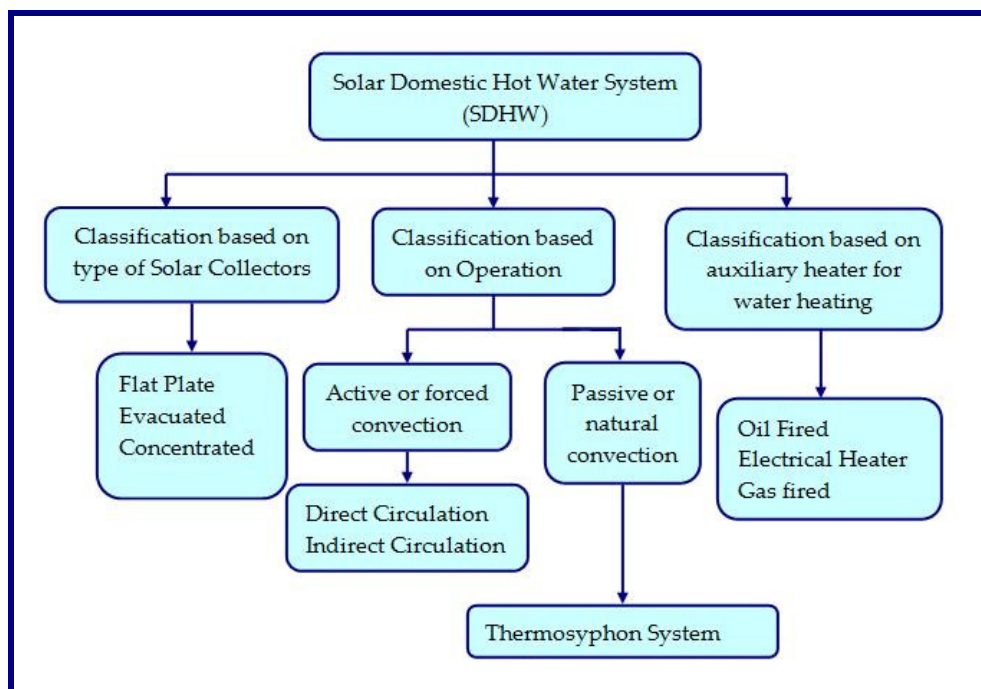 Solar Domestic Hot Water System
(SDHW)
Classification based on
type of Solar Collectors
Classification based
on Operation
Classification based on
auxiliary heater for
water heating
Flat Plate
Evacuated
Concentrated
Active or forced
convection
Passive or
natural
convection
Oil Fired
Electrical Heater
Gas fired
Direct Circulation
Indirect Circulation
Thermosyphon System